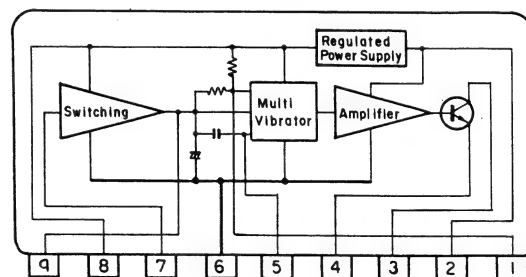 Regulated
Power Supply
Switching
Multi
Vibrator
Amplifier
9 8 7 6 5 4 3 2 1